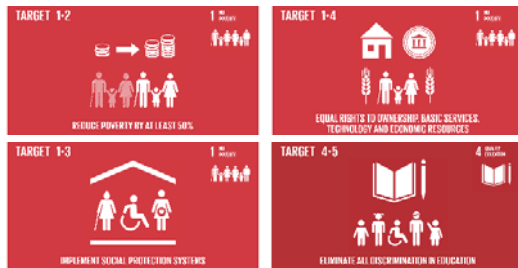 TARGET 1·2
1 NO
POVERTY
REDUCE POVERTY BY AT LEAST 50%
TARGET 1·4
1 NO
POVERTY
EQUAL RIGHTS TO OWNERSHIP, BASIC SERVICES,
TECHNOLOGY AND ECONOMIC RESOURCES
TARGET 1·3
1 NO
POVERTY
IMPLEMENT SOCIAL PROTECTION SYSTEMS
TARGET 4·5
4 QUALITY
EDUCATION
ELIMINATE ALL DISCRIMINATION IN EDUCATION